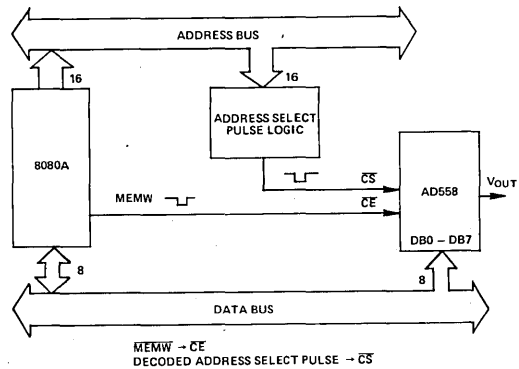 ADDRESS BUS
16
16
8080A
ADDRESS SELECT
PULSE LOGIC
CS
MEMW
CE
AD558
VOUT
DB0 – DB7
8
8
DATA BUS
MEMW → CE
DECODED ADDRESS SELECT PULSE → CS